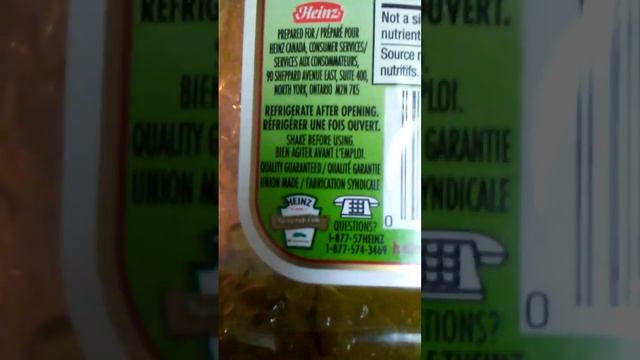 Heinz
PREPARED FOR / PRÉPARÉ POUR
HEINZ CANADA, CONSUMER SERVICES/
SERVICES AUX CONSOMMATEURS,
90 SHEPPARD AVENUE EAST, SUITE 400,
NORTH YORK, ONTARIO M2N 7K5
REFRIGERATE AFTER OPENING.
RÉFRIGÉRER UNE FOIS OUVERT.
SHAKE BEFORE USING.
BIEN AGITER AVANT L'EMPLOI.
QUALITY GUARANTEED / QUALITÉ GARANTIE
UNION MADE / FABRICATION SYNDICALE
HEINZ
QUESTIONS?
1-877-57HEINZ
1-877-574-3469
Not a si
nutrient
Source n
nutritifs.
0